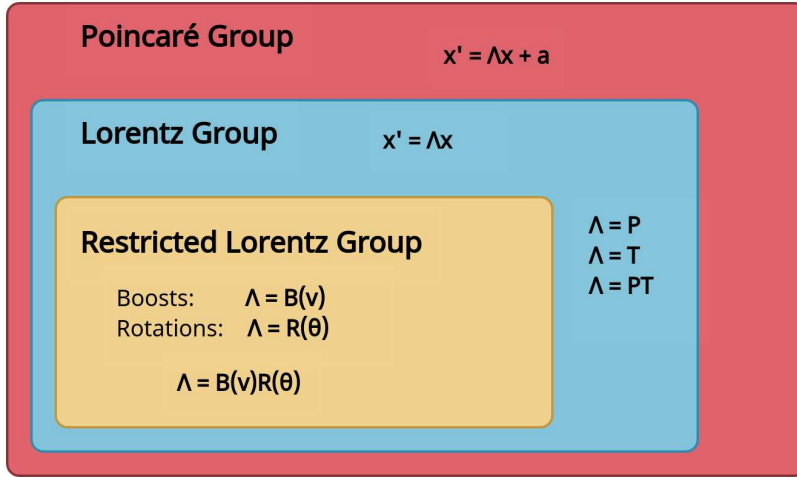 Poincaré Group
x' = Λx + a
Lorentz Group
x' = Λx
Restricted Lorentz Group
Boosts: Λ = B(v)
Rotations: Λ = R(θ)
Λ = B(v)R(θ)
Λ = P
Λ = T
Λ = PT